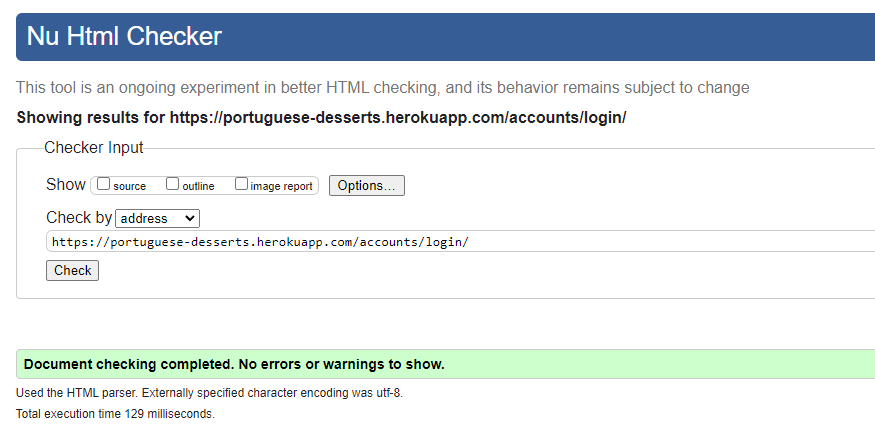 Nu Html Checker
This tool is an ongoing experiment in better HTML checking, and its behavior remains subject to change
Showing results for https://portuguese-desserts.herokuapp.com/accounts/login/
Checker Input
Show source outline image report Options...
Check by address
https://portuguese-desserts.herokuapp.com/accounts/login/
Check
Document checking completed. No errors or warnings to show.
Used the HTML parser. Externally specified character encoding was utf-8.
Total execution time 129 milliseconds.